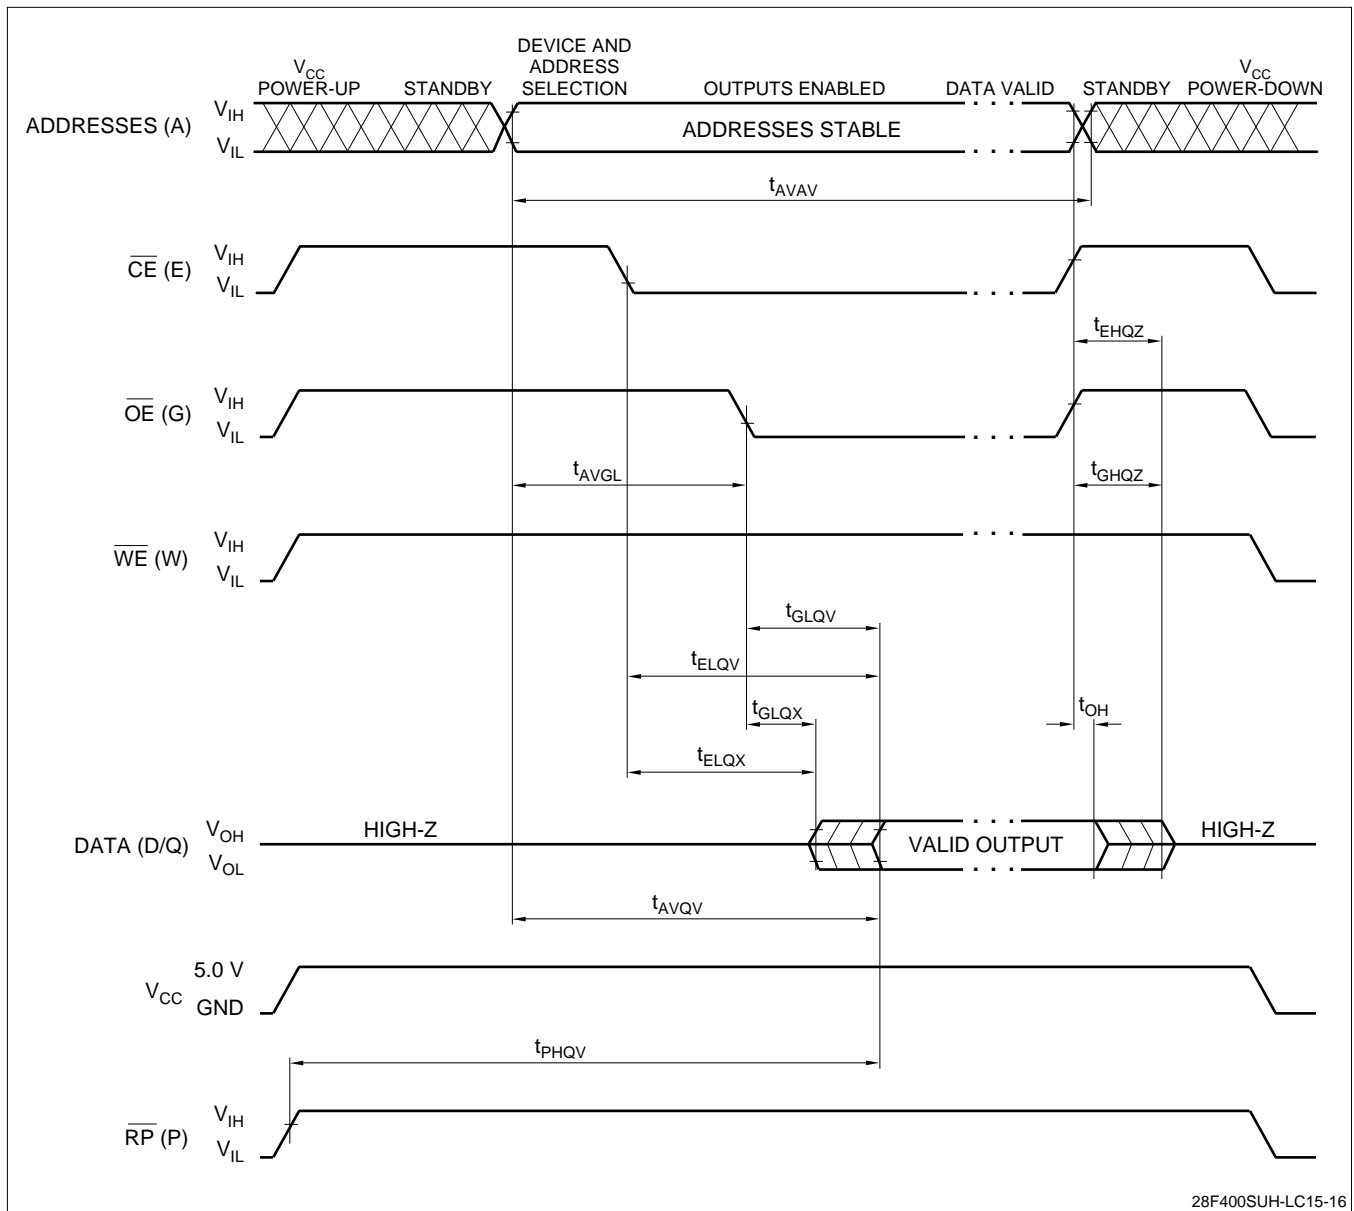 DEVICE AND
ADDRESS
SELECTION
VCC
POWER-UP
STANDBY
OUTPUTS ENABLED
DATA VALID
STANDBY
VCC
POWER-DOWN
ADDRESSES (A)
VIH
VIL
ADDRESSES STABLE
tAVAV
CE (E)
VIH
VIL
tEHQZ
OE (G)
VIH
VIL
tAVGL
tGHQZ
WE (W)
VIH
VIL
tGLQV
tELQV
tGLQX
tOH
tELQX
DATA (D/Q)
VOH
VOL
HIGH-Z
VALID OUTPUT
HIGH-Z
tAVQV
VCC
5.0 V
GND
tPHQV
RP (P)
VIH
VIL
28F400SUH-LC15-16